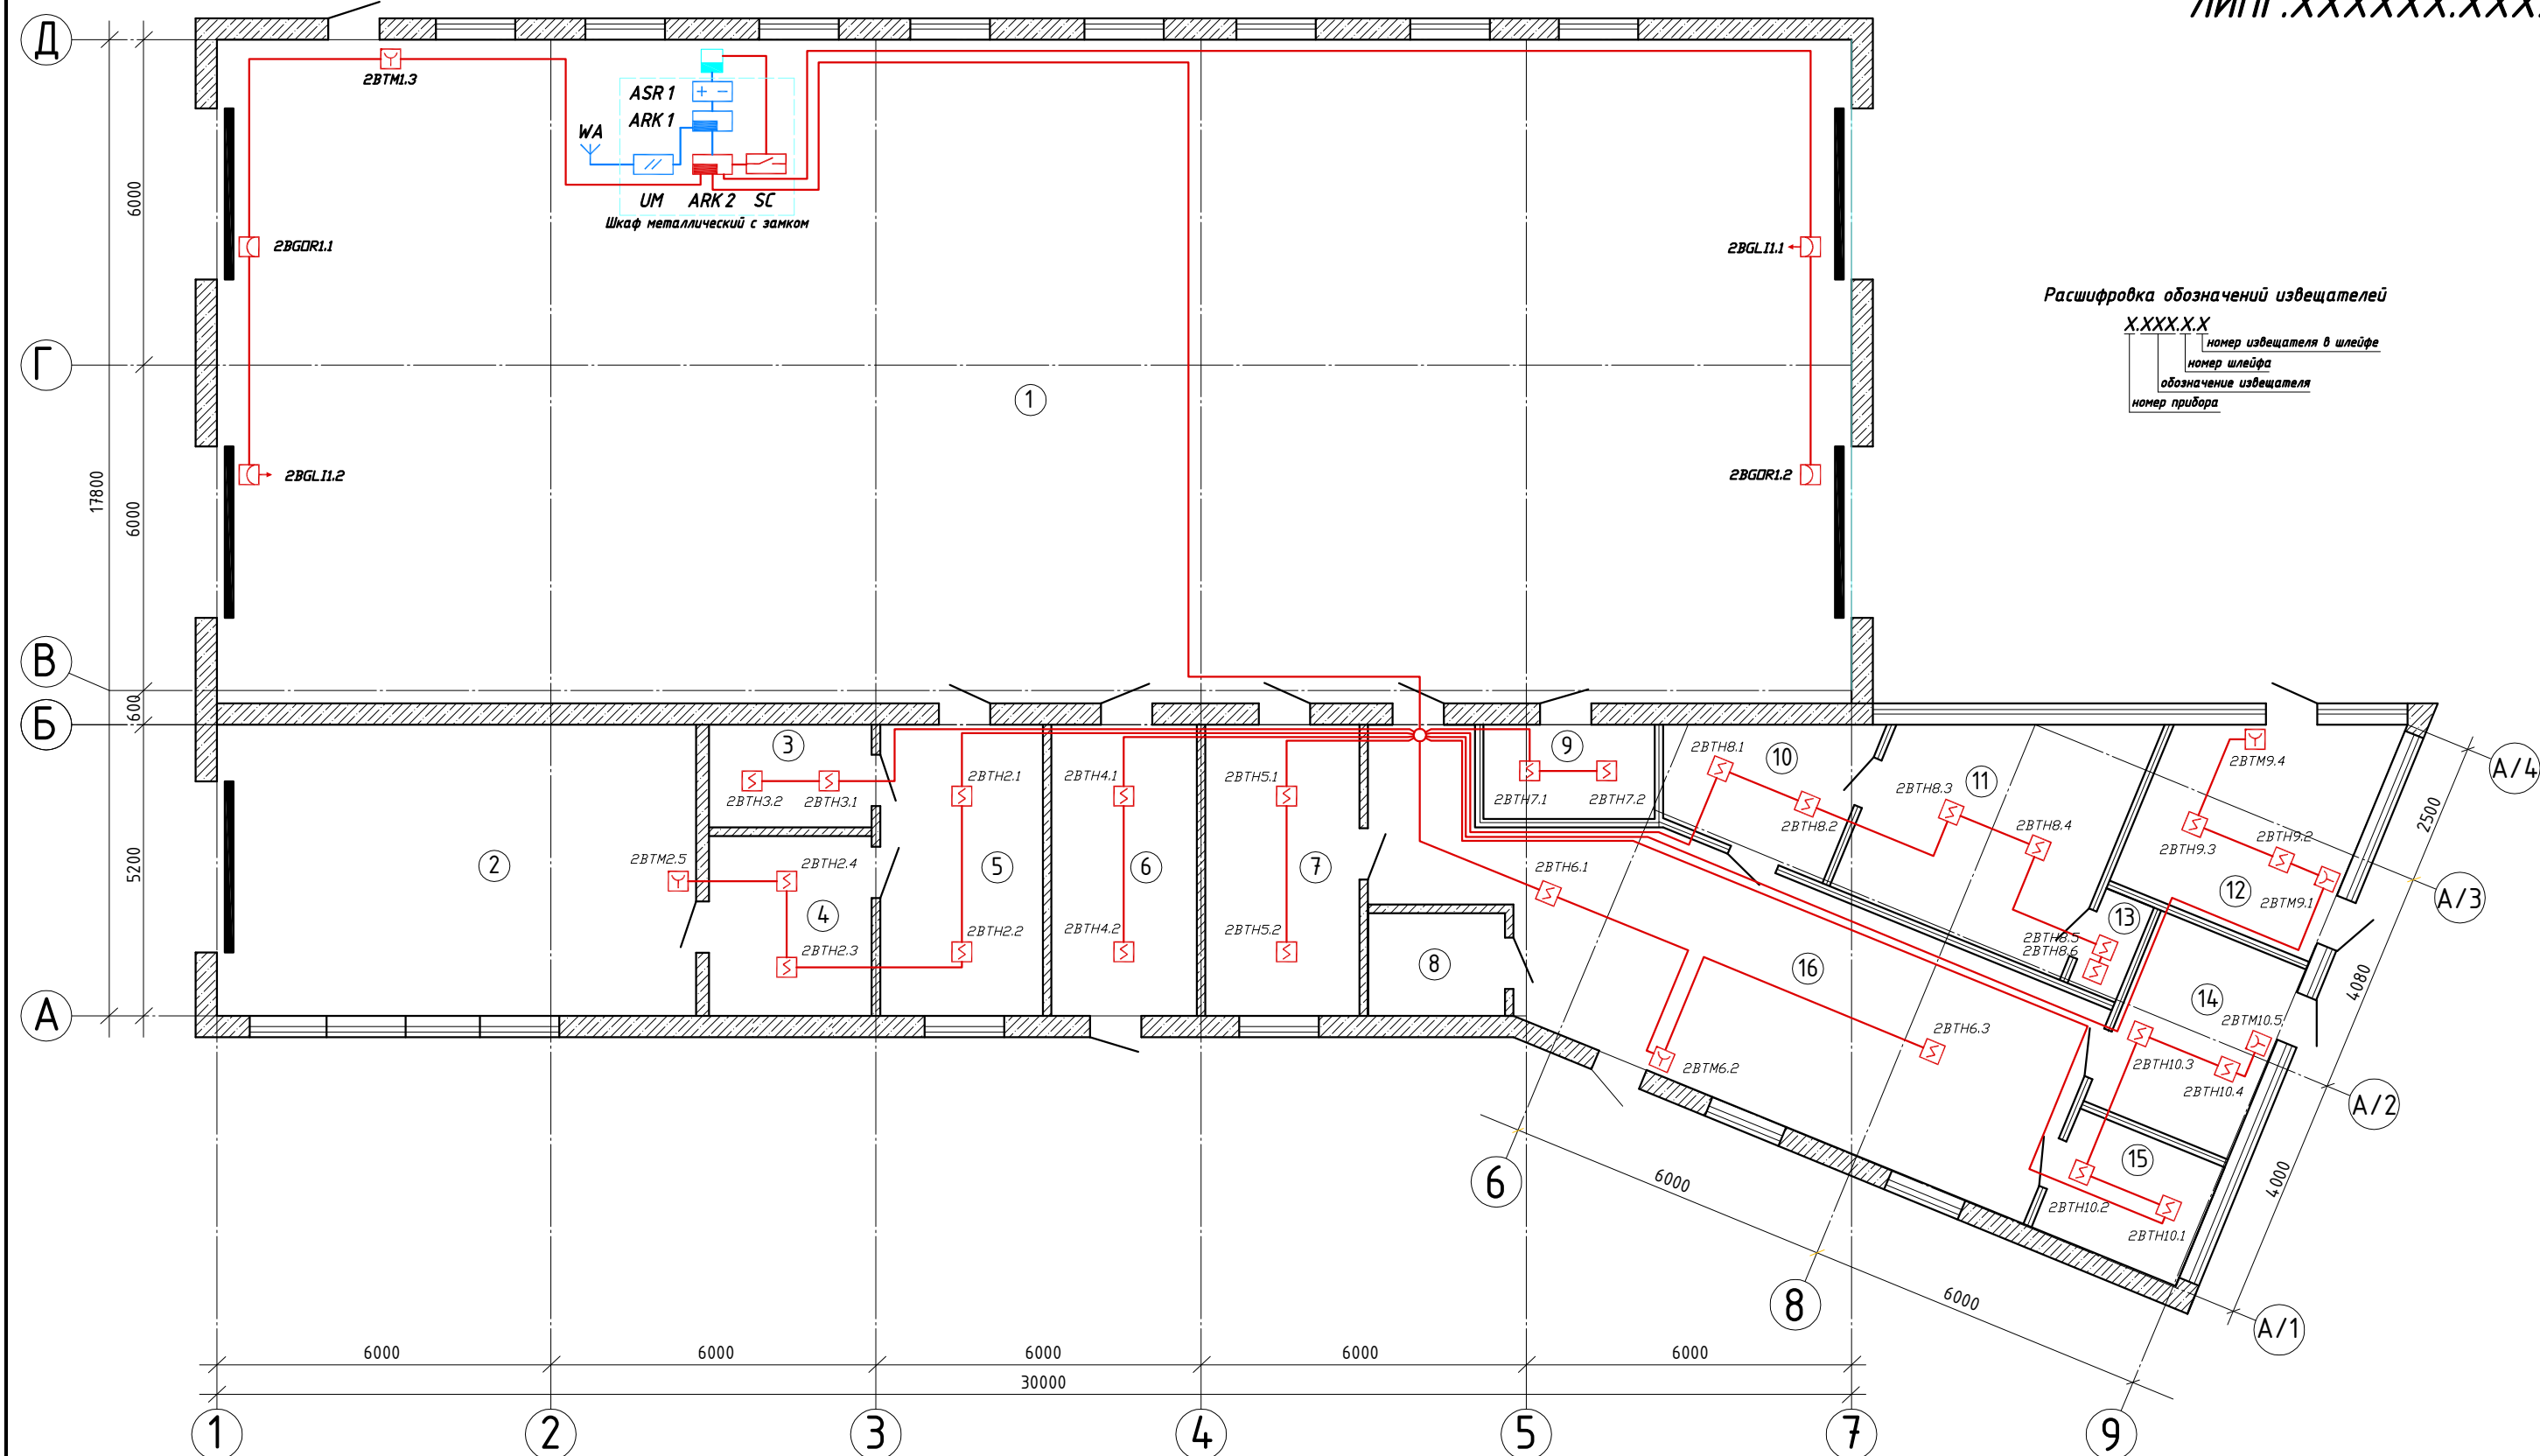 ЛИПГ.XXXXXX.XXX
Д
2BTM1.3
ASR 1
ARK 1
WA
UM
ARK 2
SC
Шкаф металлический с замком
6000
2BGOR1.1
2BGLI1.1
Расшифровка обозначений извещателей
X.XXX.X.X
номер извещателя в шлейфе
номер шлейфа
обозначение извещателя
номер прибора
Г
1
2BGLI1.2
2BGOR1.2
17800
6000
В
600
Б
3
9
2BTH8.1
10
2BTM9.4
А/4
2BTH3.2
2BTH3.1
2BTH2.1
2BTH4.1
2BTH5.1
2BTH7.1
2BTH7.2
2BTH8.2
2BTH8.3
11
2BTH8.4
2BTH9.3
2BTH9.2
2500
5200
2
2BTM2.5
2BTH2.4
5
6
7
2BTH6.1
12
2BTM9.1
А/3
4
13
2BTH2.3
2BTH2.2
2BTH4.2
2BTH5.2
8
16
2BTH8.5
2BTH8.6
14
4080
А
2BTM6.2
2BTH6.3
2BTM10.5
2BTH10.3
2BTH10.4
А/2
15
6
6000
2BTH10.2
2BTH10.1
4000
8
6000
А/1
6000
6000
6000
6000
6000
30000
1
2
3
4
5
7
9